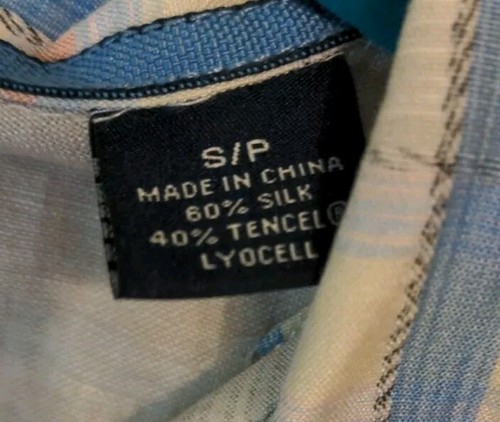 S/P
MADE IN CHINA
60% SILK
40% TENCEL®
LYOCELL